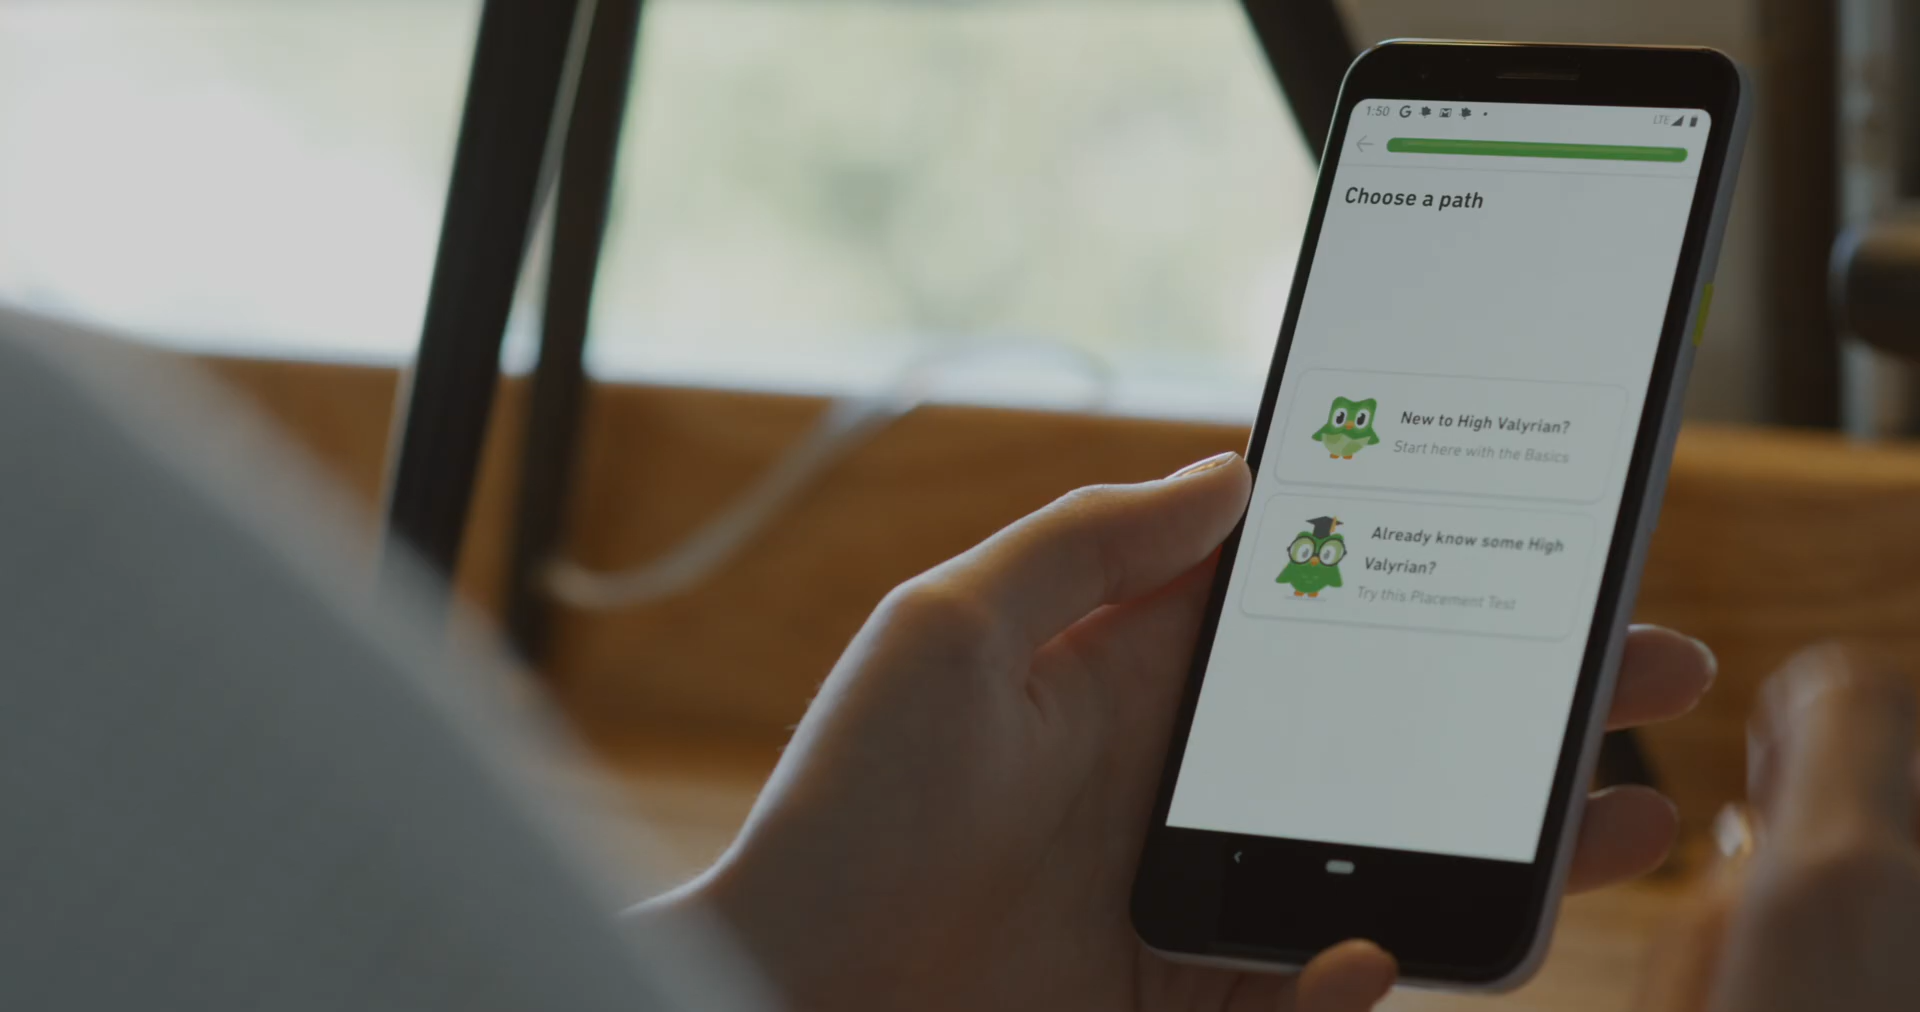 1:50
LTE
Choose a path
New to High Valyrian?
Start here with the Basics
Already know some High
Valyrian?
Try this Placement Test